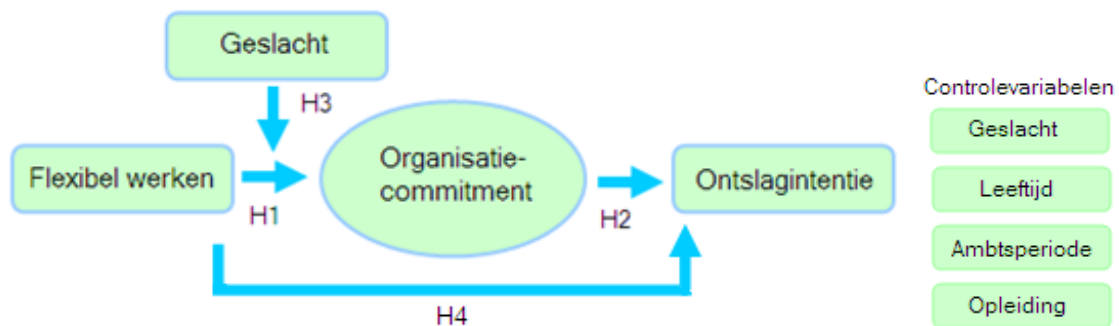 Geslacht
H3
Flexibel werken
H1
Organisatie-
commitment
H2
Ontslagintentie
H4
Controlevariabelen
Geslacht
Leeftijd
Ambtsperiode
Opleiding